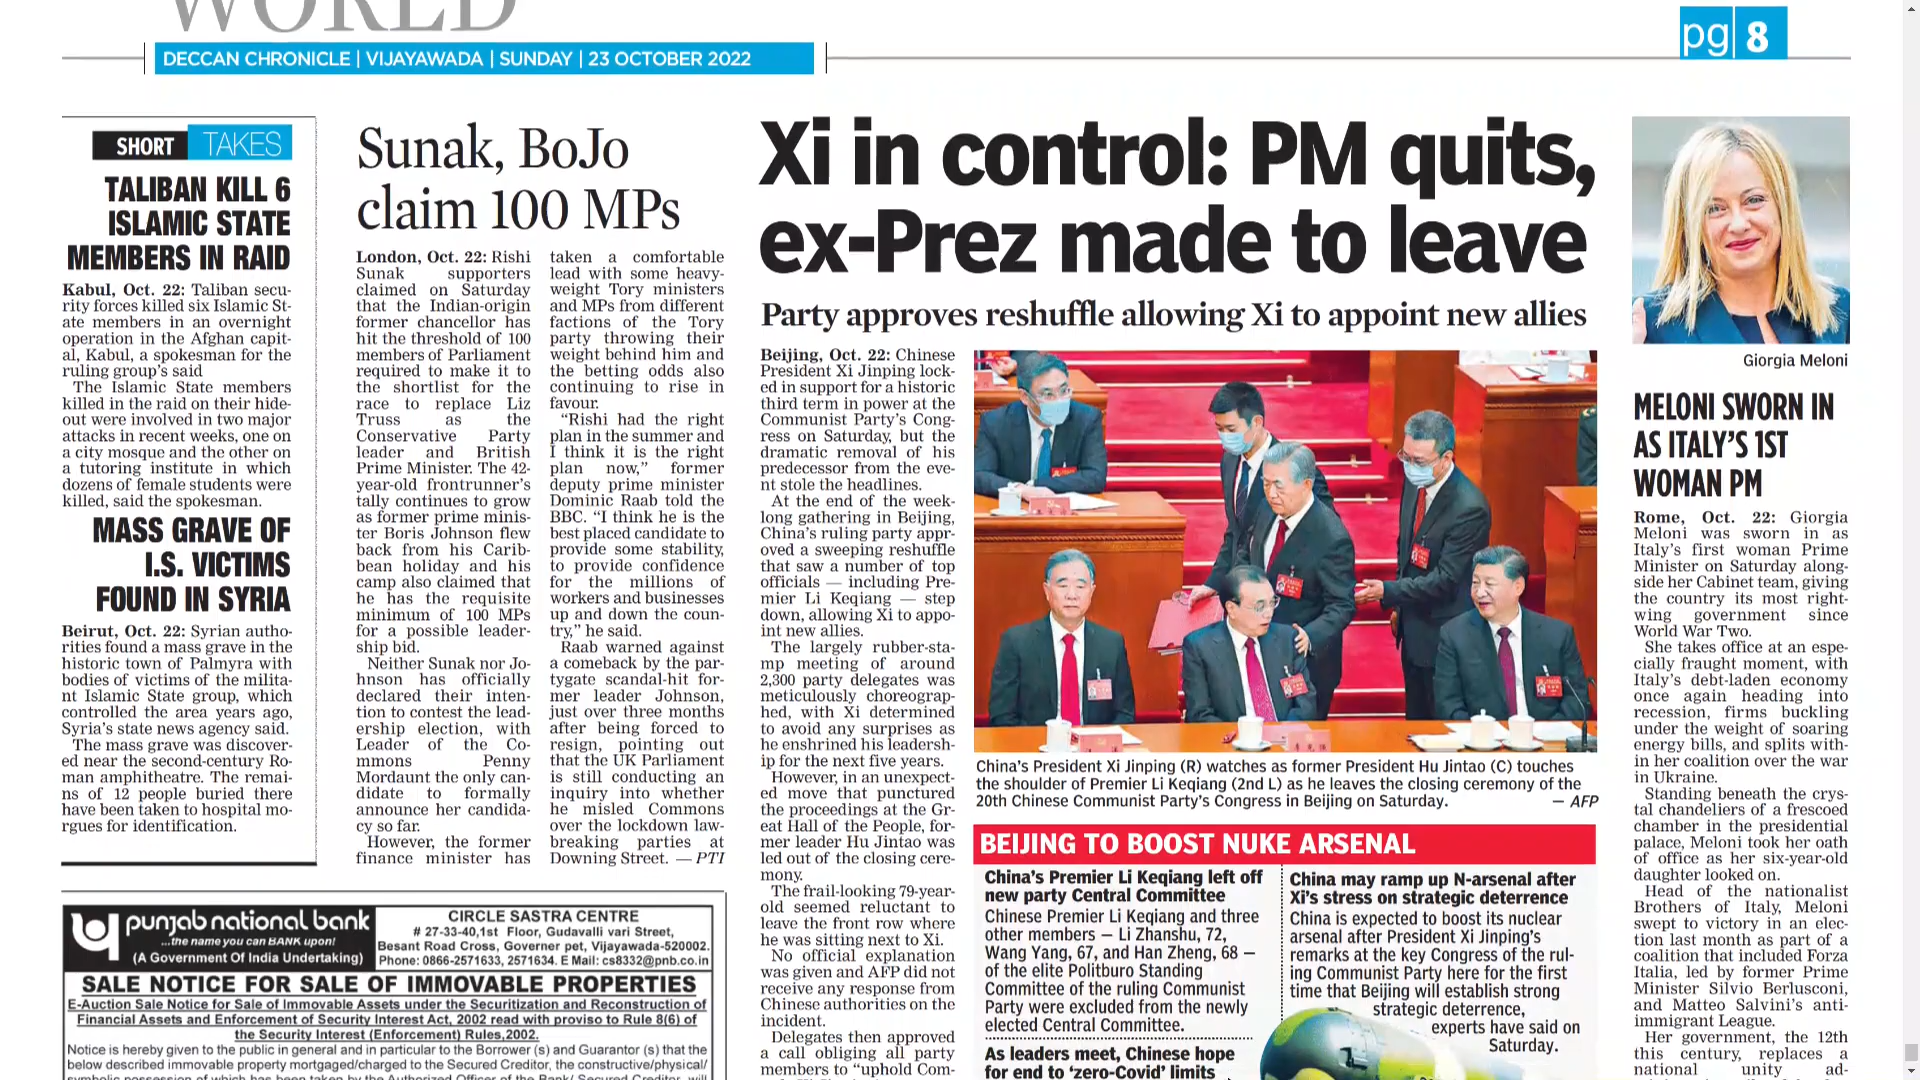 WORLD
DECCAN CHRONICLE | VIJAYAWADA | SUNDAY | 23 OCTOBER 2022
pg 8
SHORT TAKES
TALIBAN KILL 6
ISLAMIC STATE
MEMBERS IN RAID
Kabul, Oct. 22: Taliban secu-
rity forces killed six Islamic St-
ate members in an overnight
operation in the Afghan capit-
al, Kabul, a spokesman for the
ruling group's said
The Islamic State members
killed in the raid on their hide-
out were involved in two major
attacks in recent weeks, one on
a city mosque and the other on
a tutoring institute in which
dozens of female students were
killed, said the spokesman.
MASS GRAVE OF
I.S. VICTIMS
FOUND IN SYRIA
Beirut, Oct. 22: Syrian autho-
rities found a mass grave in the
historic town of Palmyra with
bodies of victims of the milita-
nt Islamic State group, which
controlled the area years ago,
Syria's state news agency said.
The mass grave was discover-
ed near the second-century Ro-
man amphitheatre. The remai-
ns of 12 people buried there
have been taken to hospital mo-
rgues for identification.
Sunak, BoJo
claim 100 MPs
London, Oct. 22: Rishi
Sunak supporters
claimed on Saturday
that the Indian-origin
former chancellor has
hit the threshold of 100
members of Parliament
required to make it to
the shortlist for the
race to replace Liz
Truss as the
Conservative Party
leader and British
Prime Minister. The 42-
year-old frontrunner's
tally continues to grow
as former prime minis-
ter Boris Johnson flew
back from his Carib-
bean holiday and his
camp also claimed that
he has the requisite
minimum of 100 MPs
for a possible leader-
ship bid.
Neither Sunak nor Jo-
hnson has officially
declared their inten-
tion to contest the lead-
ership election, with
Leader of the Co-
mmons Penny
Mordaunt the only can-
didate to formally
announce her candida-
cy so far.
However, the former
finance minister has
taken a comfortable
lead with some heavy-
weight Tory ministers
and MPs from different
factions of the Tory
party throwing their
weight behind him and
the betting odds also
continuing to rise in
favour.
"Rishi had the right
plan in the summer and
I think it is the right
plan now," former
deputy prime minister
Dominic Raab told the
BBC. "I think he is the
best placed candidate to
provide some stability,
to provide confidence
for the millions of
workers and businesses
up and down the coun-
try," he said.
Raab warned against
a comeback by the par-
tygate scandal-hit for-
mer leader Johnson,
just over three months
after being forced to
resign, pointing out
that the UK Parliament
is still conducting an
inquiry into whether
he misled Commons
over the lockdown law-
breaking parties at
Downing Street. — PTI
Xi in control: PM quits,
ex-Prez made to leave
Party approves reshuffle allowing Xi to appoint new allies
Beijing, Oct. 22: Chinese
President Xi Jinping lock-
ed in support for a historic
third term in power at the
Communist Party's Cong-
ress on Saturday, but the
dramatic removal of his
predecessor from the eve-
nt stole the headlines.
At the end of the week-
long gathering in Beijing,
China's ruling party appr-
oved a sweeping reshuffle
that saw a number of top
officials — including Pre-
mier Li Keqiang — step
down, allowing Xi to appo-
int new allies.
The largely rubber-sta-
mp meeting of around
2,300 party delegates was
meticulously choreograp-
hed, with Xi determined
to avoid any surprises as
he enshrined his leadersh-
ip for the next five years.
However, in an unexpect-
ed move that punctured
the proceedings at the Gr-
eat Hall of the People, for-
mer leader Hu Jintao was
led out of the closing cere-
mony.
The frail-looking 79-year-
old seemed reluctant to
leave the front row where
he was sitting next to Xi.
No official explanation
was given and AFP did not
receive any response from
Chinese authorities on the
incident.
Delegates then approved
a call obliging all party
members to "uphold Com-
China's President Xi Jinping (R) watches as former President Hu Jintao (C) touches
the shoulder of Premier Li Keqiang (2nd L) as he leaves the closing ceremony of the
20th Chinese Communist Party's Congress in Beijing on Saturday. — AFP
BEIJING TO BOOST NUKE ARSENAL
China's Premier Li Keqiang left off
new party Central Committee
Chinese Premier Li Keqiang and three
other members — Li Zhanshu, 72,
Wang Yang, 67, and Han Zheng, 68 —
of the elite Politburo Standing
Committee of the ruling Communist
Party were excluded from the newly
elected Central Committee.
As leaders meet, Chinese hope
for end to 'zero-Covid' limits
China may ramp up N-arsenal after
Xi's stress on strategic deterrence
China is expected to boost its nuclear
arsenal after President Xi Jinping's
remarks at the key Congress of the rul-
ing Communist Party here for the first
time that Beijing will establish strong
strategic deterrence,
experts have said on
Saturday.
Giorgia Meloni
MELONI SWORN IN
AS ITALY'S 1ST
WOMAN PM
Rome, Oct. 22: Giorgia
Meloni was sworn in as
Italy's first woman Prime
Minister on Saturday along-
side her Cabinet team, giving
the country its most right-
wing government since
World War Two.
She takes office at an espe-
cially fraught moment, with
Italy's debt-laden economy
once again heading into
recession, firms buckling
under the weight of soaring
energy bills, and splits with-
in her coalition over the war
in Ukraine.
Standing beneath the crys-
tal chandeliers of a frescoed
chamber in the presidential
palace, Meloni took her oath
of office as her six-year-old
daughter looked on.
Head of the nationalist
Brothers of Italy, Meloni
swept to victory in an elec-
tion last month as part of a
coalition that included Forza
Italia, led by former Prime
Minister Silvio Berlusconi,
and Matteo Salvini's anti-
immigrant League.
Her government, the 12th
this century, replaces a
national unity ad-
punjab national bank
...the name you can BANK upon!
(A Government Of India Undertaking)
CIRCLE SASTRA CENTRE
# 27-33-40,1st Floor, Gudavalli vari Street,
Besant Road Cross, Governer pet, Vijayawada-520002.
Phone: 0866-2571633, 2571634. E Mail: cs8332@pnb.co.in
SALE NOTICE FOR SALE OF IMMOVABLE PROPERTIES
E-Auction Sale Notice for Sale of Immovable Assets under the Securitization and Reconstruction of
Financial Assets and Enforcement of Security Interest Act, 2002 read with proviso to Rule 8(6) of
the Security Interest (Enforcement) Rules,2002.
Notice is hereby given to the public in general and in particular to the Borrower (s) and Guarantor (s) that the
below described immovable property mortgaged/charged to the Secured Creditor, the constructive/physical/